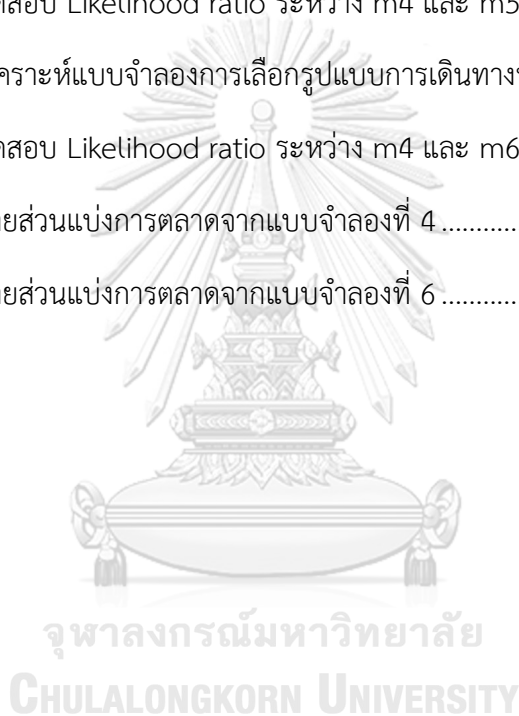 ดสอบ Likelihood ratio ระหว่าง m4 และ m5
คราะห์แบบจำลองการเลือกรูปแบบการเดินทาง
ดสอบ Likelihood ratio ระหว่าง m4 และ m6
ายส่วนแบ่งการตลาดจากแบบจำลองที่ 4 ...........
ายส่วนแบ่งการตลาดจากแบบจำลองที่ 6 ...........
จุฬาลงกรณ์มหาวิทยาลัย
CHULALONGKORN UNIVERSITY